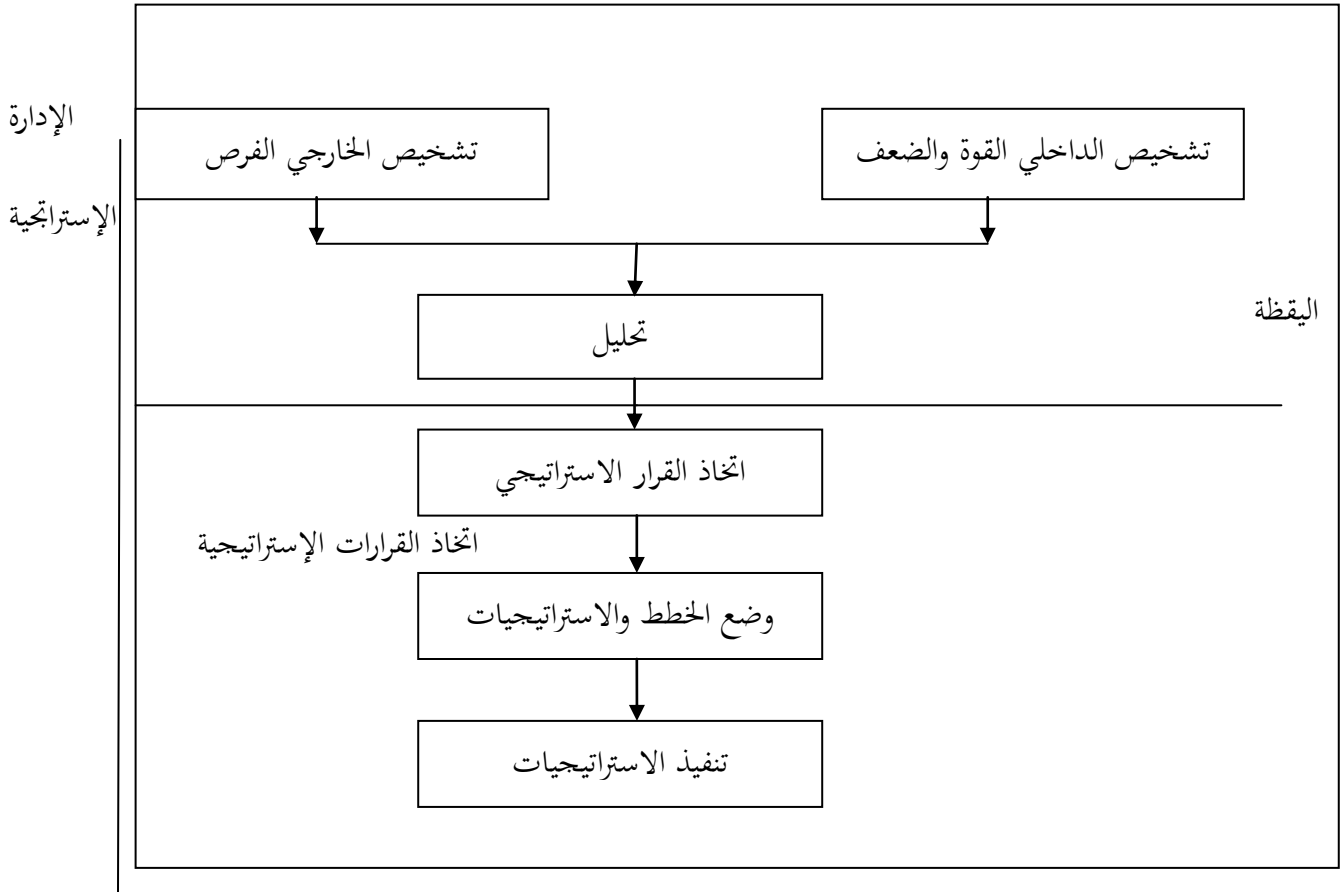 الإدارة
الإستراتجية
تشخيص الداخلي القوة والضعف
تشخيص الخارجي الفرص
اليقظة
تحليل
اتخاذ القرار الاستراتيجي
اتخاذ القرارات الإستراتيجية
وضع الخطط والاستراتيجيات
تنفيذ الاستراتيجيات